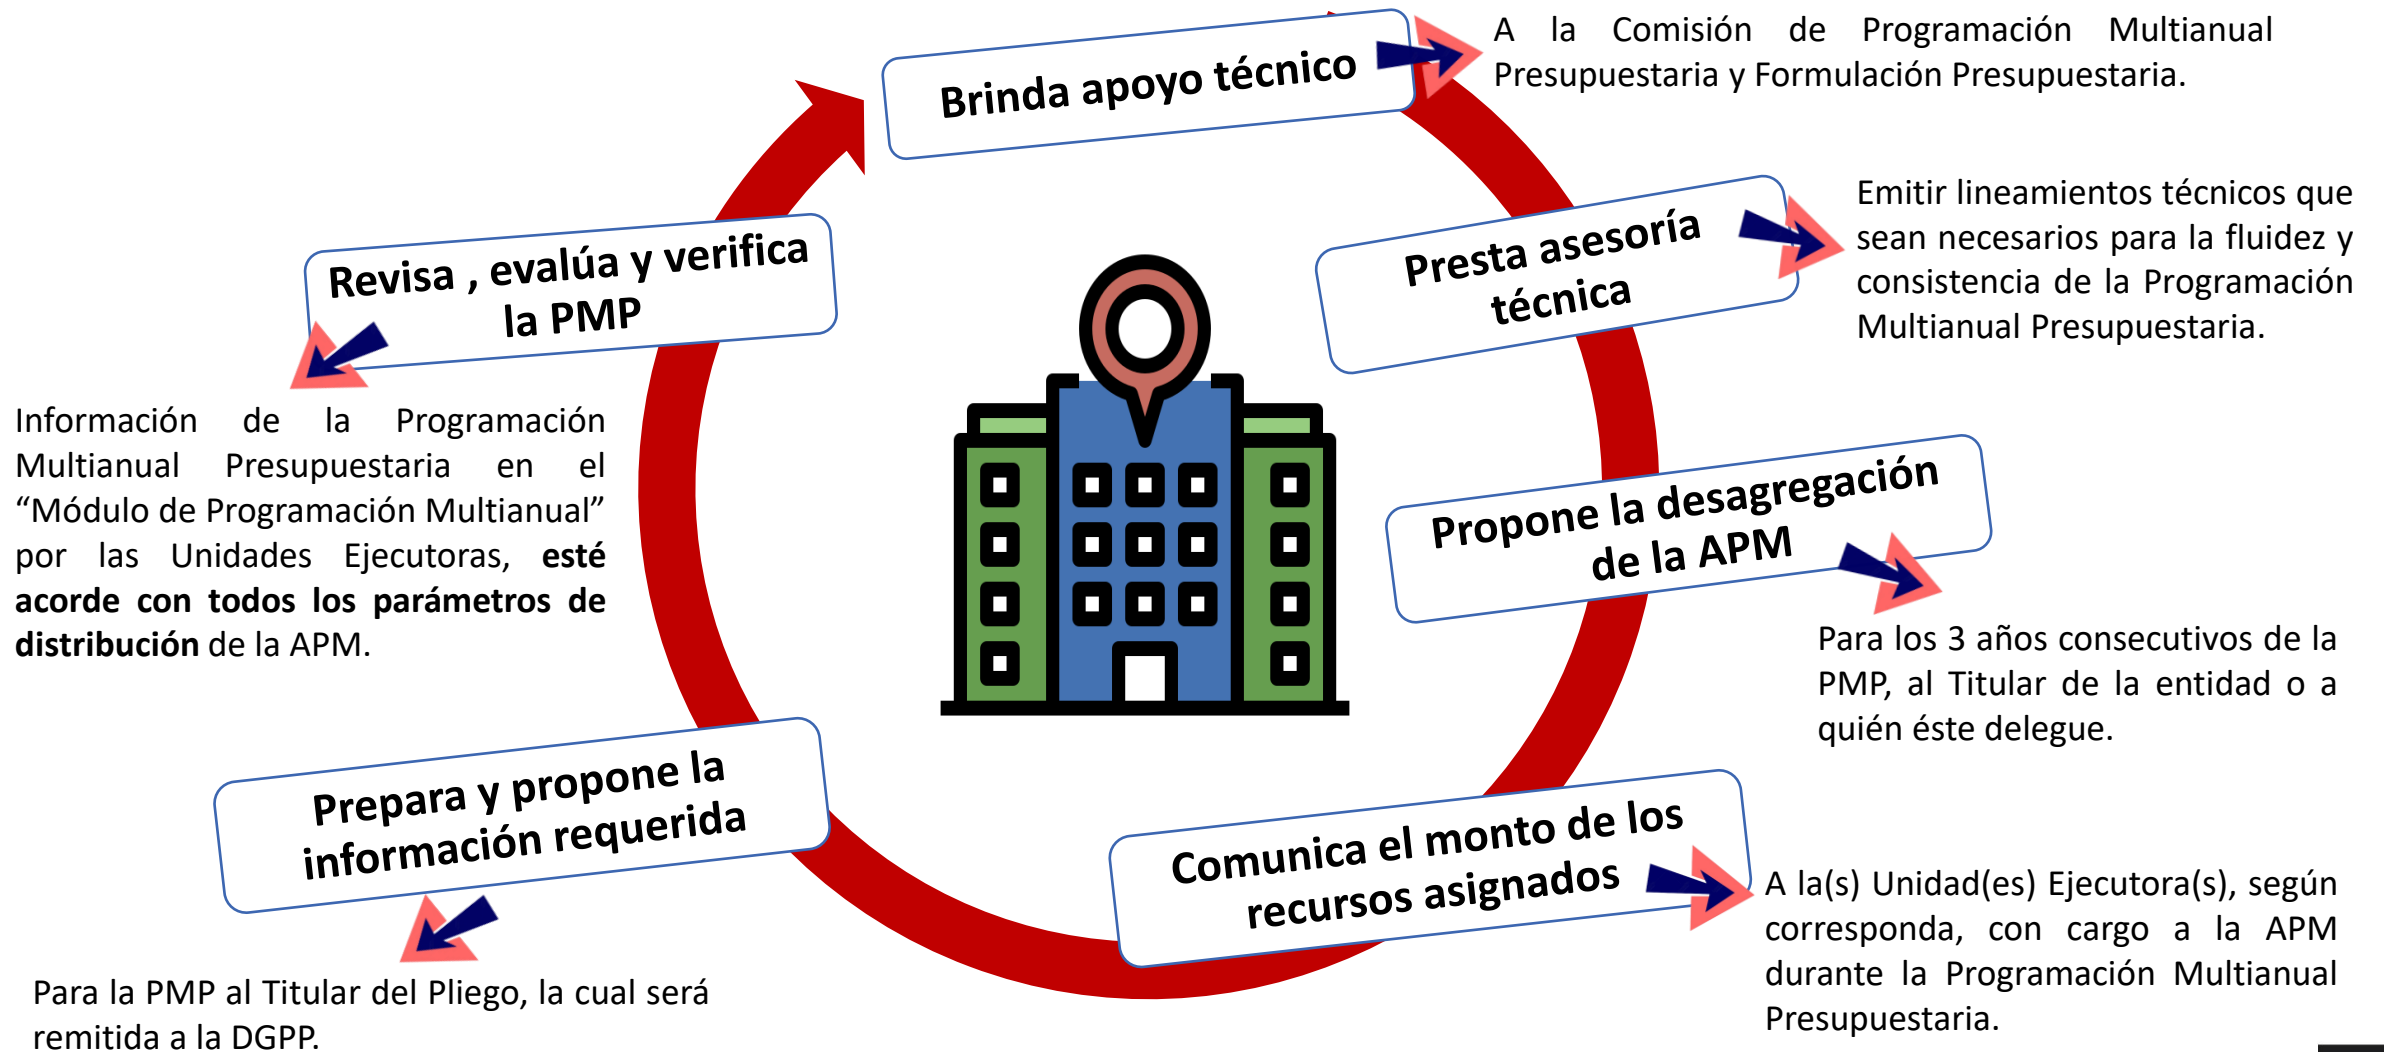 Brinda apoyo técnico
A la Comisión de Programación Multianual
Presupuestaria y Formulación Presupuestaria.
Presta asesoría
técnica
Emitir lineamientos técnicos que
sean necesarios para la fluidez y
consistencia de la Programación
Multianual Presupuestaria.
Propone la desagregación
de la APM
Para los 3 años consecutivos de la
PMP, al Titular de la entidad o a
quién éste delegue.
Comunica el monto de los
recursos asignados
A la(s) Unidad(es) Ejecutora(s), según
corresponda, con cargo a la APM
durante la Programación Multianual
Presupuestaria.
Prepara y propone la
información requerida
Para la PMP al Titular del Pliego, la cual será
remitida a la DGPP.
Revisa , evalúa y verifica
la PMP
Información de la Programación
Multianual Presupuestaria en el
“Módulo de Programación Multianual”
por las Unidades Ejecutoras, esté
acorde con todos los parámetros de
distribución de la APM.